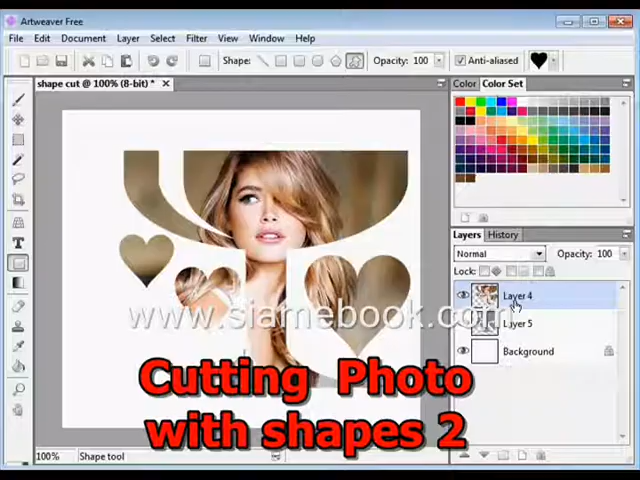 Artweaver Free
File Edit Document Layer Select Filter View Window Help
Shape: Opacity: 100 Anti-aliased
shape cut @ 100% (8-bit) *
Color Color Set
Layers History
Normal Opacity: 100
Lock:
Layer 4
Layer 5
Background
www.siamebook.com
Cutting Photo
with shapes 2
100% Shape tool